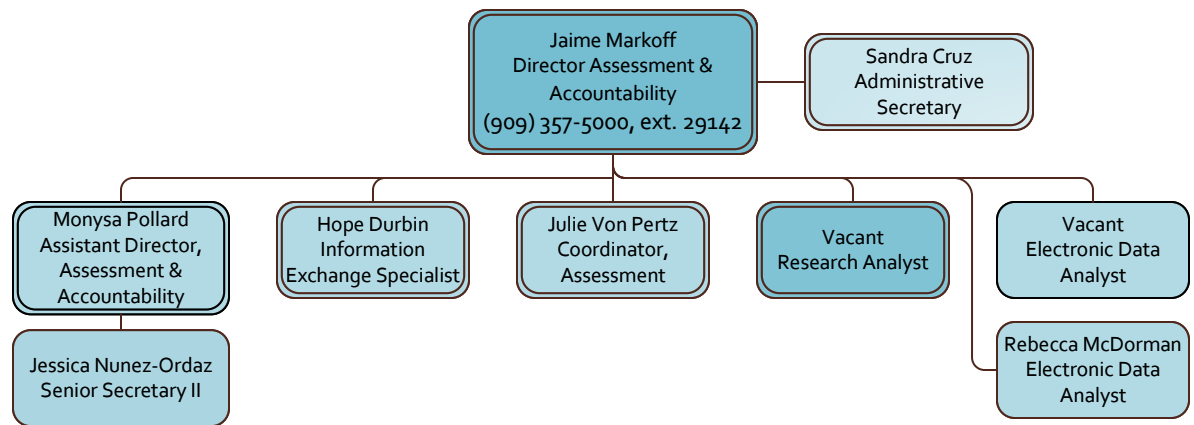 Jaime Markoff
Director Assessment &
Accountability
(909) 357-5000, ext. 29142
Sandra Cruz
Administrative
Secretary
Monysa Pollard
Assistant Director,
Assessment &
Accountability
Hope Durbin
Information
Exchange Specialist
Julie Von Pertz
Coordinator,
Assessment
Vacant
Research Analyst
Vacant
Electronic Data
Analyst
Jessica Nunez-Ordaz
Senior Secretary II
Rebecca McDorman
Electronic Data
Analyst